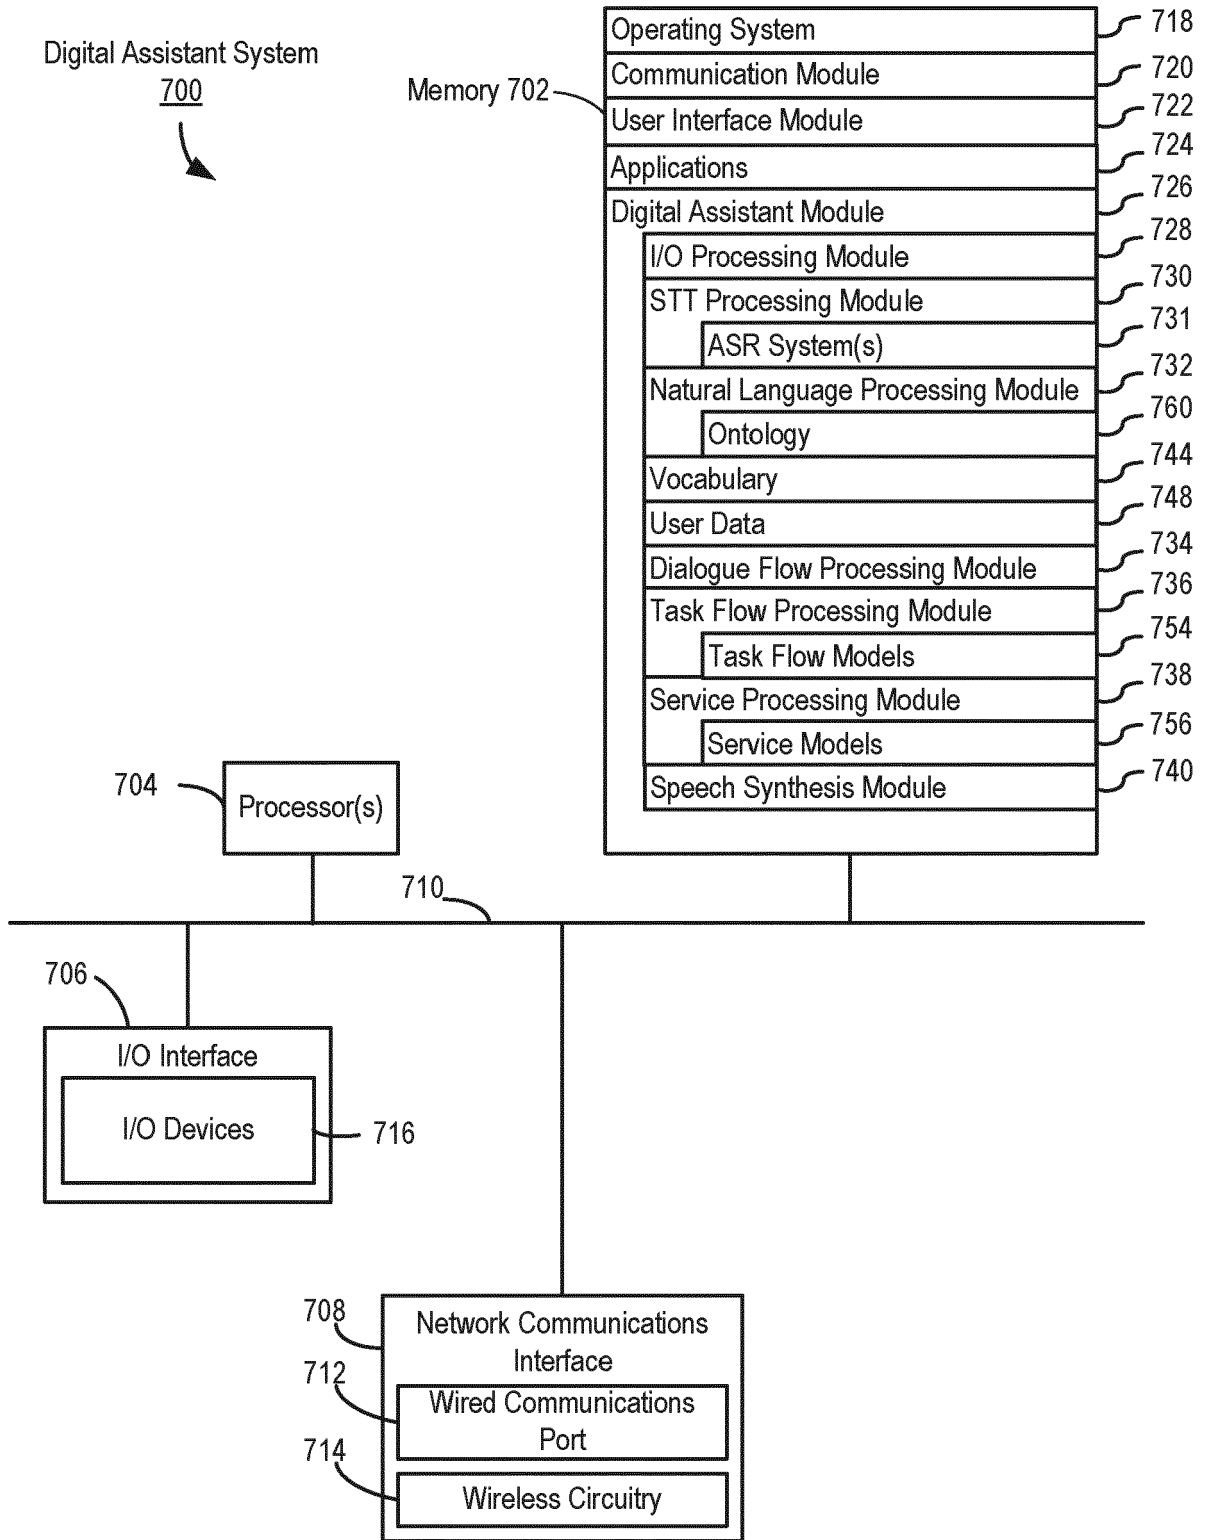 Digital Assistant System
700
Memory 702
Operating System 718
Communication Module 720
User Interface Module 722
Applications 724
Digital Assistant Module 726
I/O Processing Module 728
STT Processing Module 730
ASR System(s) 731
Natural Language Processing Module 732
Ontology 760
Vocabulary 744
User Data 748
Dialogue Flow Processing Module 734
Task Flow Processing Module 736
Task Flow Models 754
Service Processing Module 738
Service Models 756
Speech Synthesis Module 740
704
Processor(s)
710
706
I/O Interface
I/O Devices
716
708
Network Communications
Interface
712
Wired Communications
Port
714
Wireless Circuitry